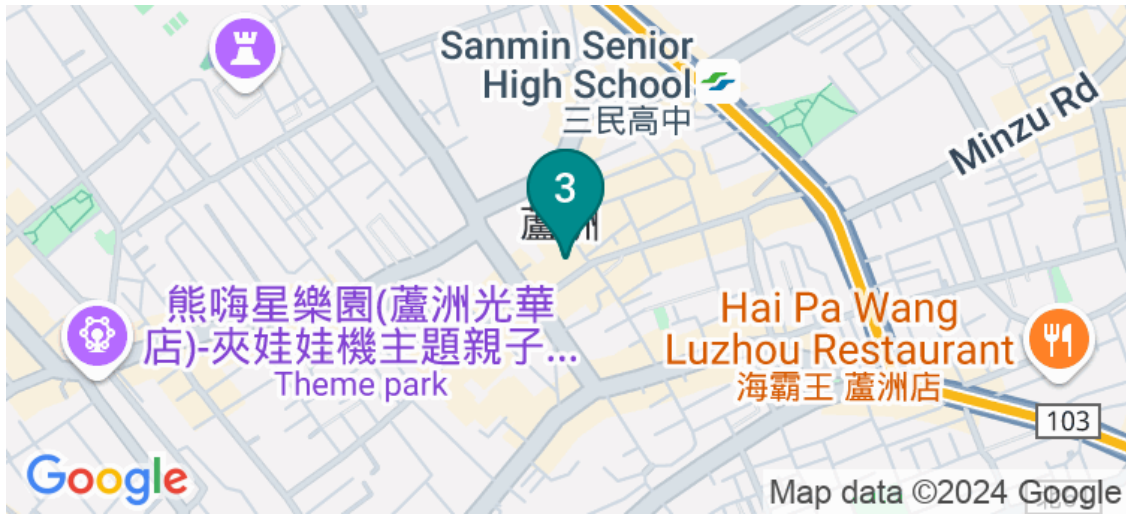 Sanmin Senior
High School
三民高中
Minzu Rd
3
蘆洲
熊嗨星樂園(蘆洲光華
店)-夾娃娃機主題親子...
Theme park
Hai Pa Wang
Luzhou Restaurant
海霸王 蘆洲店
103
Google
Map data ©2024 Google